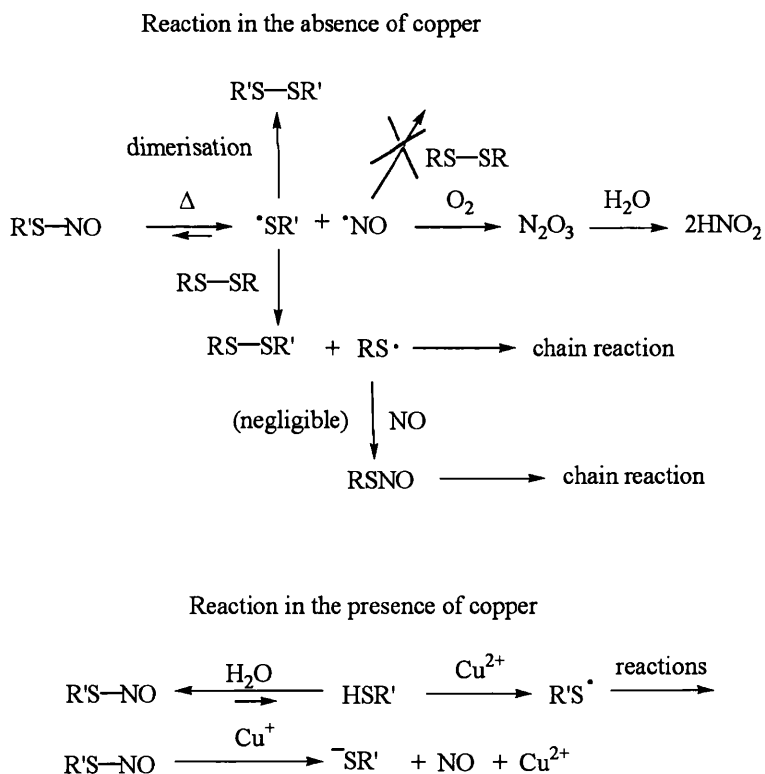 Reaction in the absence of copper
R'S—SR'
dimerisation
RS—SR
R'S—NO Δ •SR' + •NO O₂ N₂O₃ H₂O 2HNO₂
RS—SR
RS—SR' + RS• chain reaction
(negligible) NO
RSNO chain reaction
Reaction in the presence of copper
R'S—NO H₂O HSR' Cu²⁺ R'S• reactions
R'S—NO Cu⁺ ⁻SR' + NO + Cu²⁺